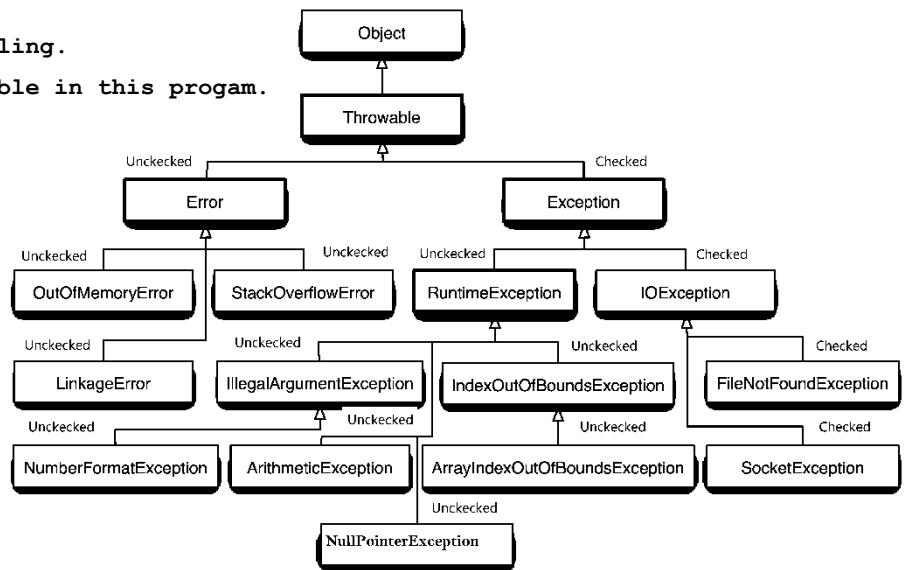 Object
ling.
ble in this progam.
Throwable
Unckecked
Checked
Error
Exception
Unckecked
Unckecked
Unckecked
Checked
OutOfMemoryError
StackOverflowError
RuntimeException
IOException
Unckecked
Unckecked
Unckecked
Checked
LinkageError
IllegalArgumentException
IndexOutOfBoundsException
FileNotFoundException
Unckecked
Unckecked
Unckecked
Checked
NumberFormatException
ArithmeticException
ArrayIndexOutOfBoundsException
SocketException
Unckecked
NullPointerException